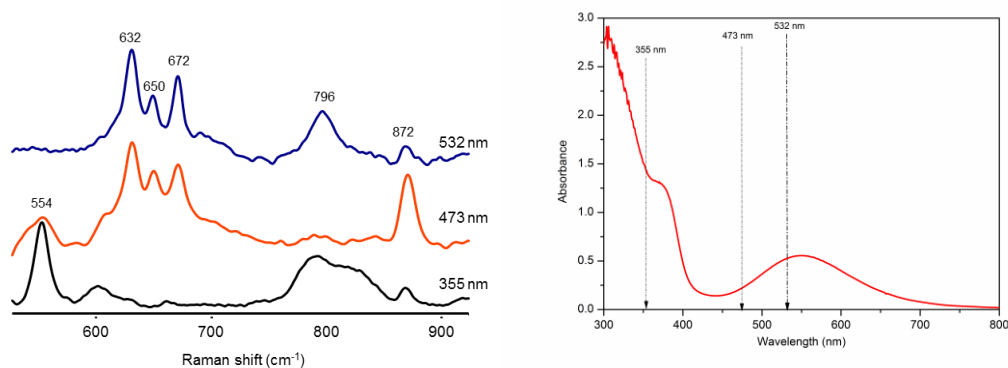 632
650
672
796
872
532 nm
554
473 nm
355 nm
600
700
800
900
Raman shift (cm⁻¹)
3.0
2.5
2.0
1.5
1.0
0.5
0.0
Absorbance
355 nm
473 nm
532 nm
300
400
500
600
700
800
Wavelength (nm)